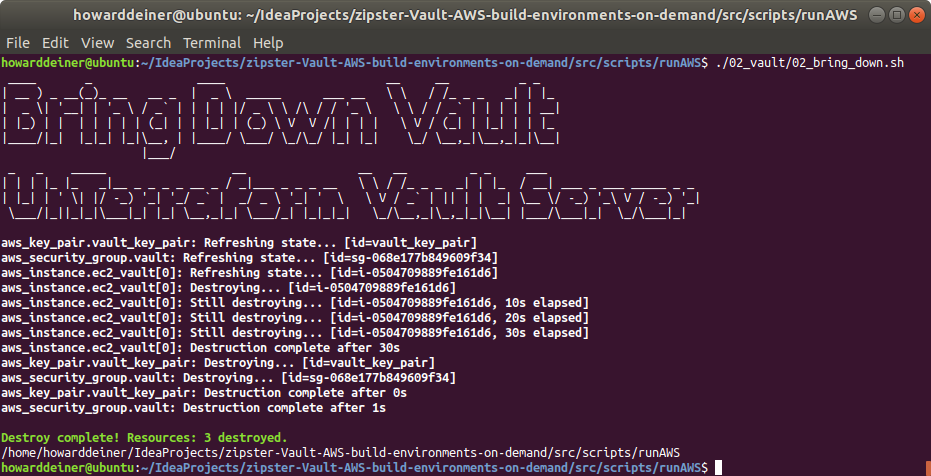 howarddeiner@ubuntu: ~/IdeaProjects/zipster-Vault-AWS-build-environments-on-demand/src/scripts/runAWS
File Edit View Search Terminal Help
howarddeiner@ubuntu:~/IdeaProjects/zipster-Vault-AWS-build-environments-on-demand/src/scripts/runAWS$ ./02_vault/02_bring_down.sh
Bring Down Vault
UnTerraform Vault Server
aws_key_pair.vault_key_pair: Refreshing state... [id=vault_key_pair]
aws_security_group.vault: Refreshing state... [id=sg-068e177b849609f34]
aws_instance.ec2_vault[0]: Refreshing state... [id=i-0504709889fe161d6]
aws_instance.ec2_vault[0]: Destroying... [id=i-0504709889fe161d6]
aws_instance.ec2_vault[0]: Still destroying... [id=i-0504709889fe161d6, 10s elapsed]
aws_instance.ec2_vault[0]: Still destroying... [id=i-0504709889fe161d6, 20s elapsed]
aws_instance.ec2_vault[0]: Still destroying... [id=i-0504709889fe161d6, 30s elapsed]
aws_instance.ec2_vault[0]: Destruction complete after 30s
aws_key_pair.vault_key_pair: Destroying... [id=vault_key_pair]
aws_security_group.vault: Destroying... [id=sg-068e177b849609f34]
aws_key_pair.vault_key_pair: Destruction complete after 0s
aws_security_group.vault: Destruction complete after 1s
Destroy complete! Resources: 3 destroyed.
/home/howarddeiner/IdeaProjects/zipster-Vault-AWS-build-environments-on-demand/src/scripts/runAWS
howarddeiner@ubuntu:~/IdeaProjects/zipster-Vault-AWS-build-environments-on-demand/src/scripts/runAWS$